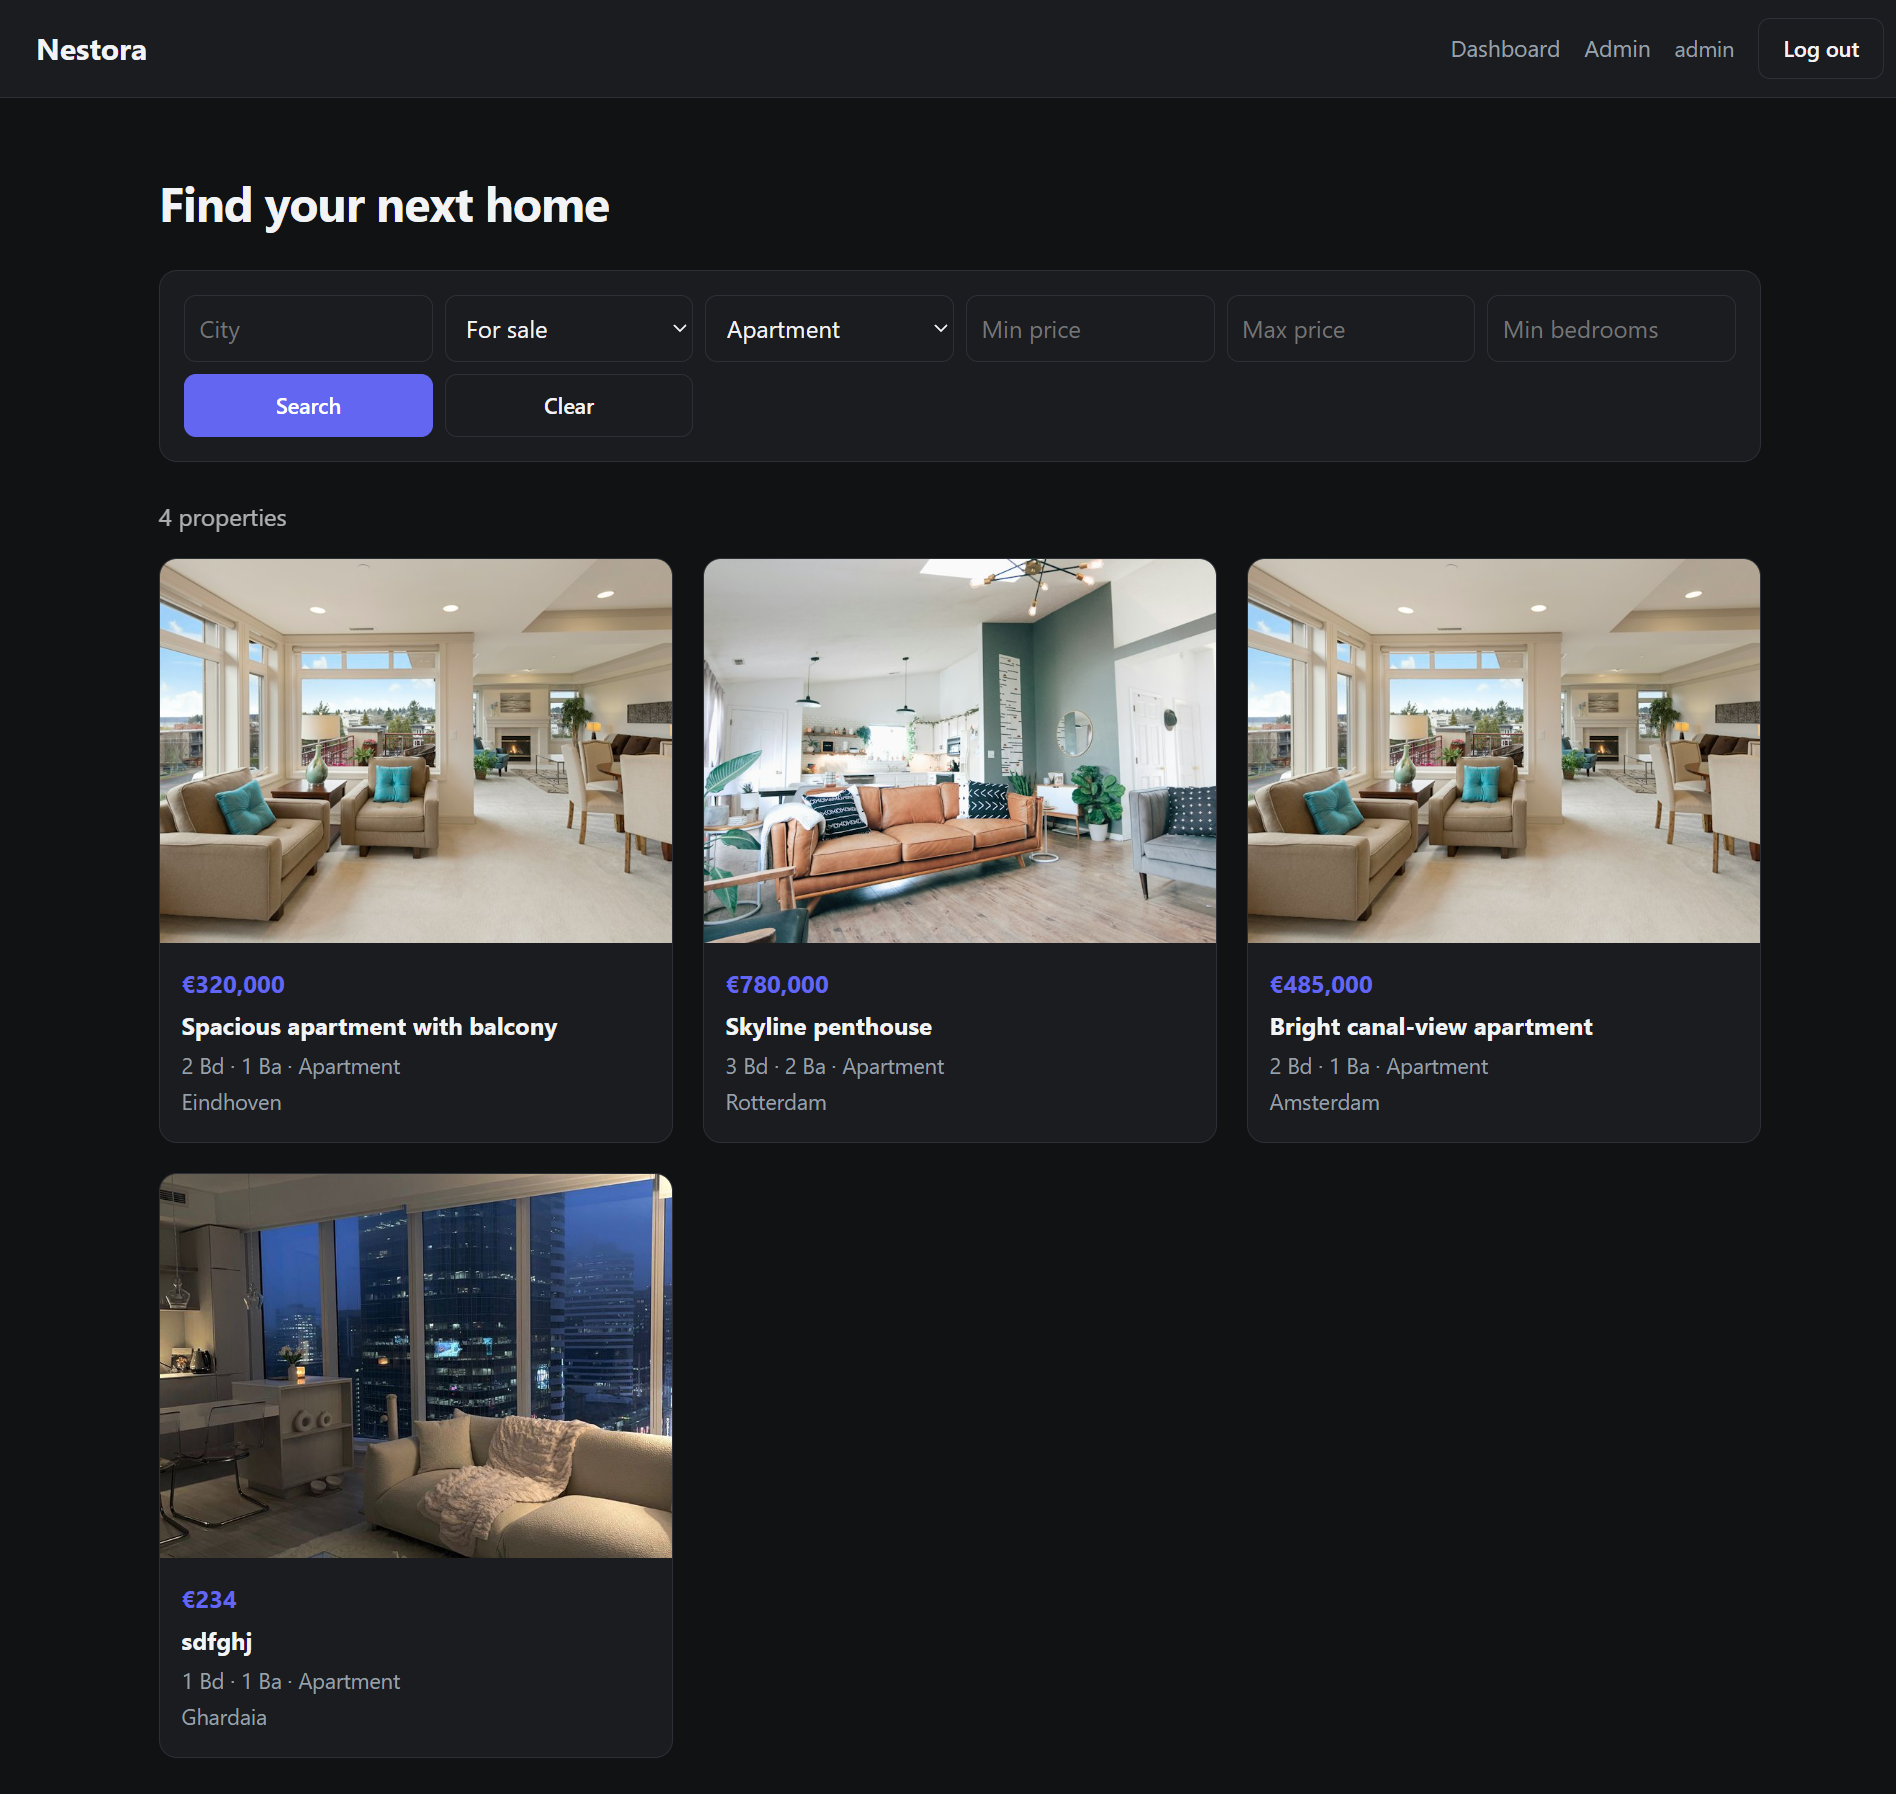 Nestora
Dashboard Admin admin Log out
Find your next home
City For sale Apartment Min price Max price Min bedrooms
Search Clear
4 properties
€320,000
Spacious apartment with balcony
2 Bd · 1 Ba · Apartment
Eindhoven
€780,000
Skyline penthouse
3 Bd · 2 Ba · Apartment
Rotterdam
€485,000
Bright canal-view apartment
2 Bd · 1 Ba · Apartment
Amsterdam
€234
sdfghj
1 Bd · 1 Ba · Apartment
Ghardaia